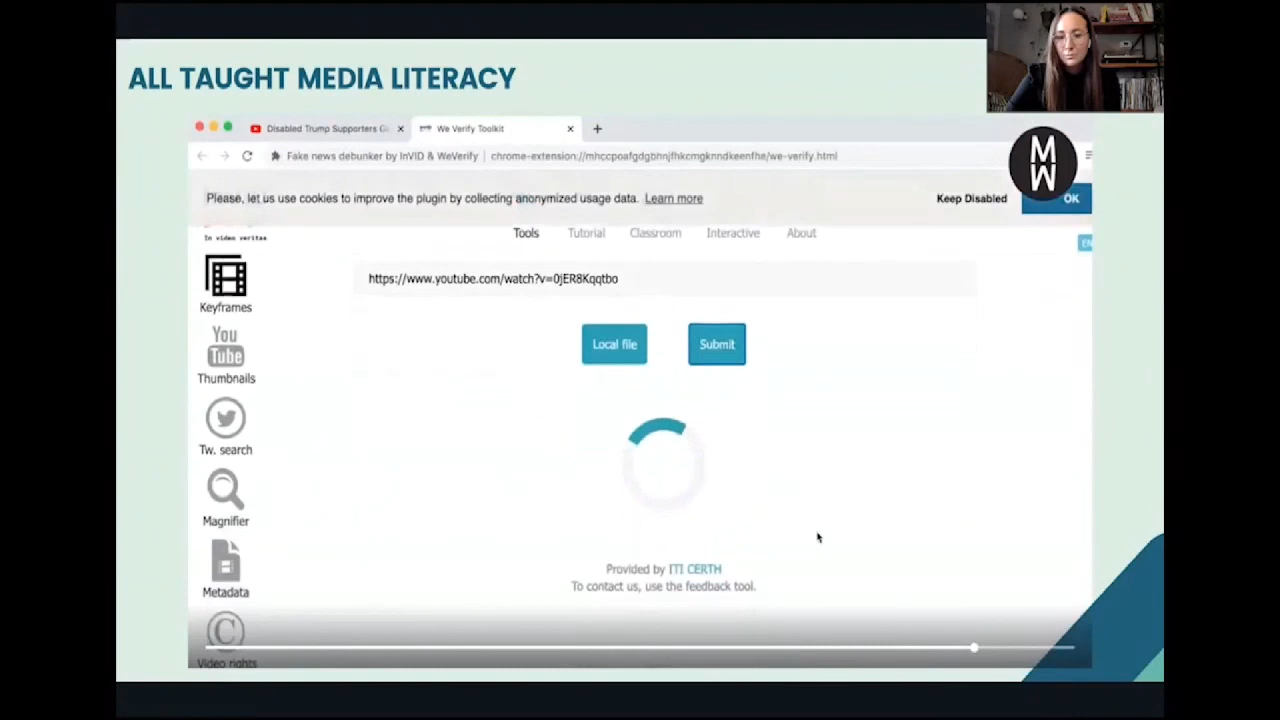 ALL TAUGHT MEDIA LITERACY
Disabled Trump Supporters G
We Verify Toolkit
Fake news debunker by InVID & WeVerify | chrome-extension://mhccpoafgdgbhnjfhkcmgknndkeenfhe/we-verify.html
MW
Please, let us use cookies to improve the plugin by collecting anonymized usage data. Learn more
Keep Disabled
OK
In video veritas
Tools
Tutorial
Classroom
Interactive
About
EN
https://www.youtube.com/watch?v=0jER8Kqqtbo
Keyframes
Local file
Submit
You
Tube
Thumbnails
Tw. search
Magnifier
Metadata
Provided by ITI CERTH
To contact us, use the feedback tool.
C
Video rights